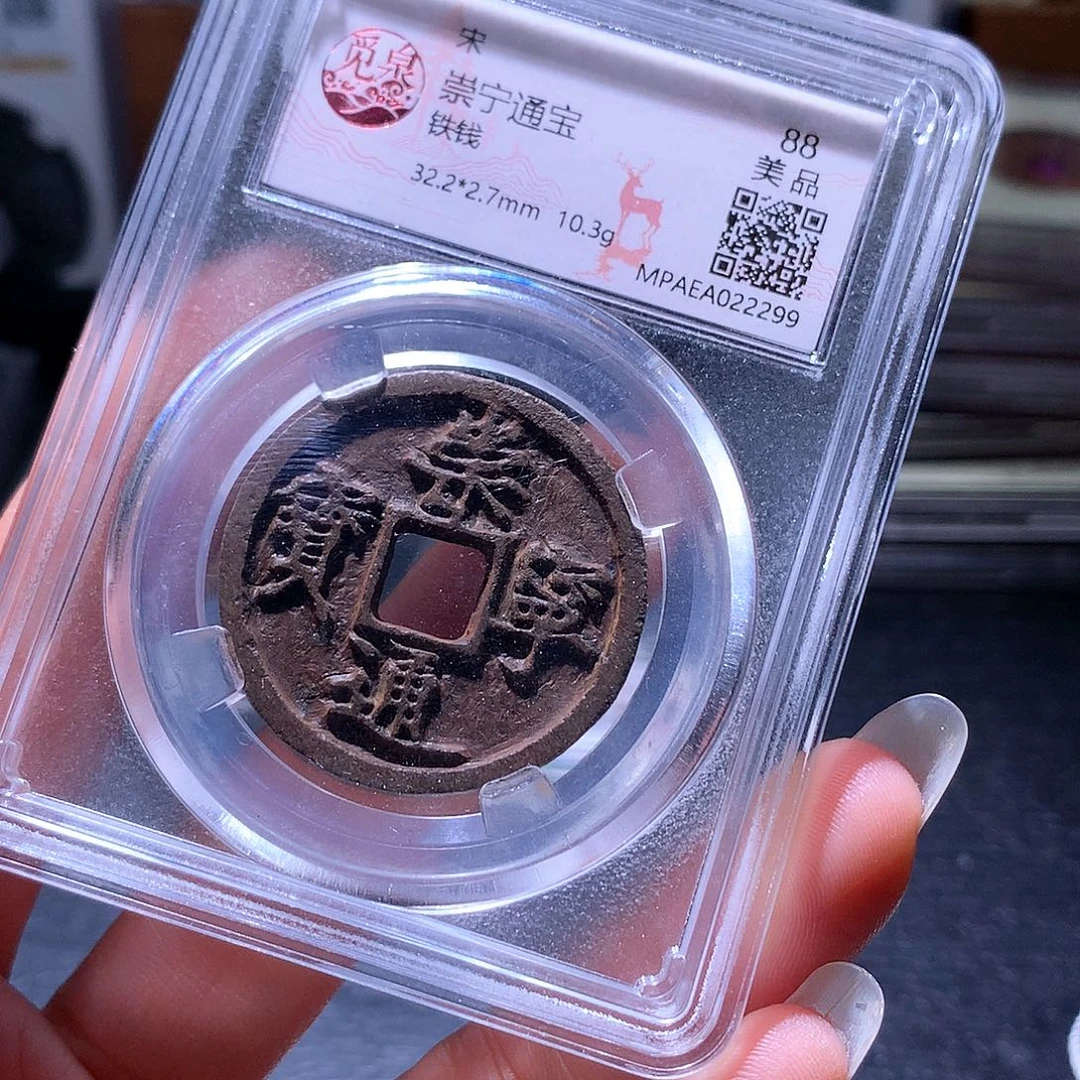 觅泉
宋
崇宁通宝
铁钱
32.2*2.7mm 10.3g
88
美品
MPAEA022299
崇
寧
通
寶